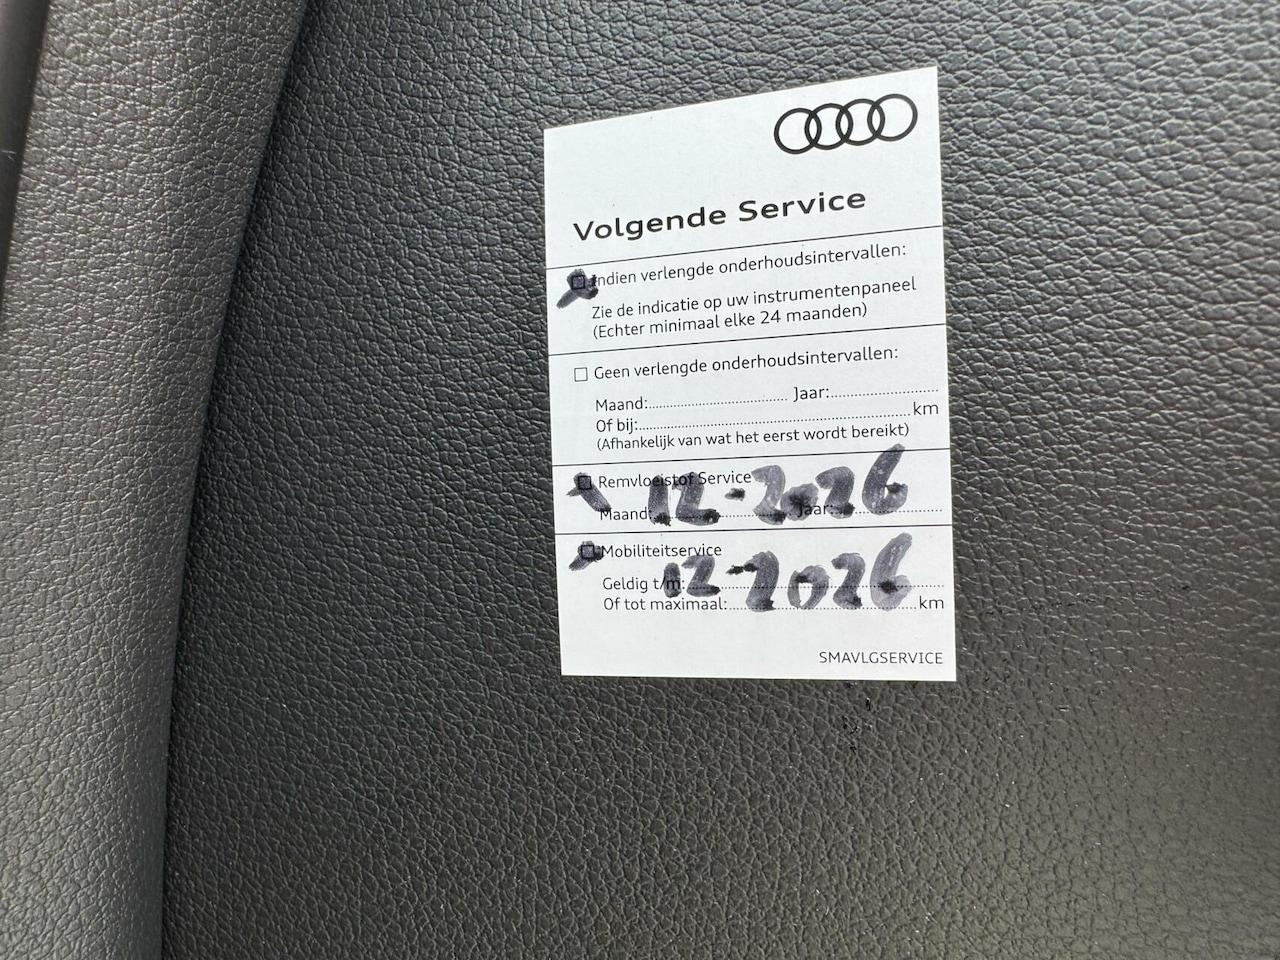 Volgende Service
Indien verlengde onderhoudsintervallen:
Zie de indicatie op uw instrumentenpaneel
(Echter minimaal elke 24 maanden)
☐ Geen verlengde onderhoudsintervallen:
Maand:.............................. Jaar:........................
Of bij:.............................................................km
(Afhankelijk van wat het eerst wordt bereikt)
Remvloeistof Service
Maand: 12-2026 Jaar:
Mobiliteitservice
Geldig t/m: 12-2026
Of tot maximaal:..........................................km
SMAVLGSERVICE